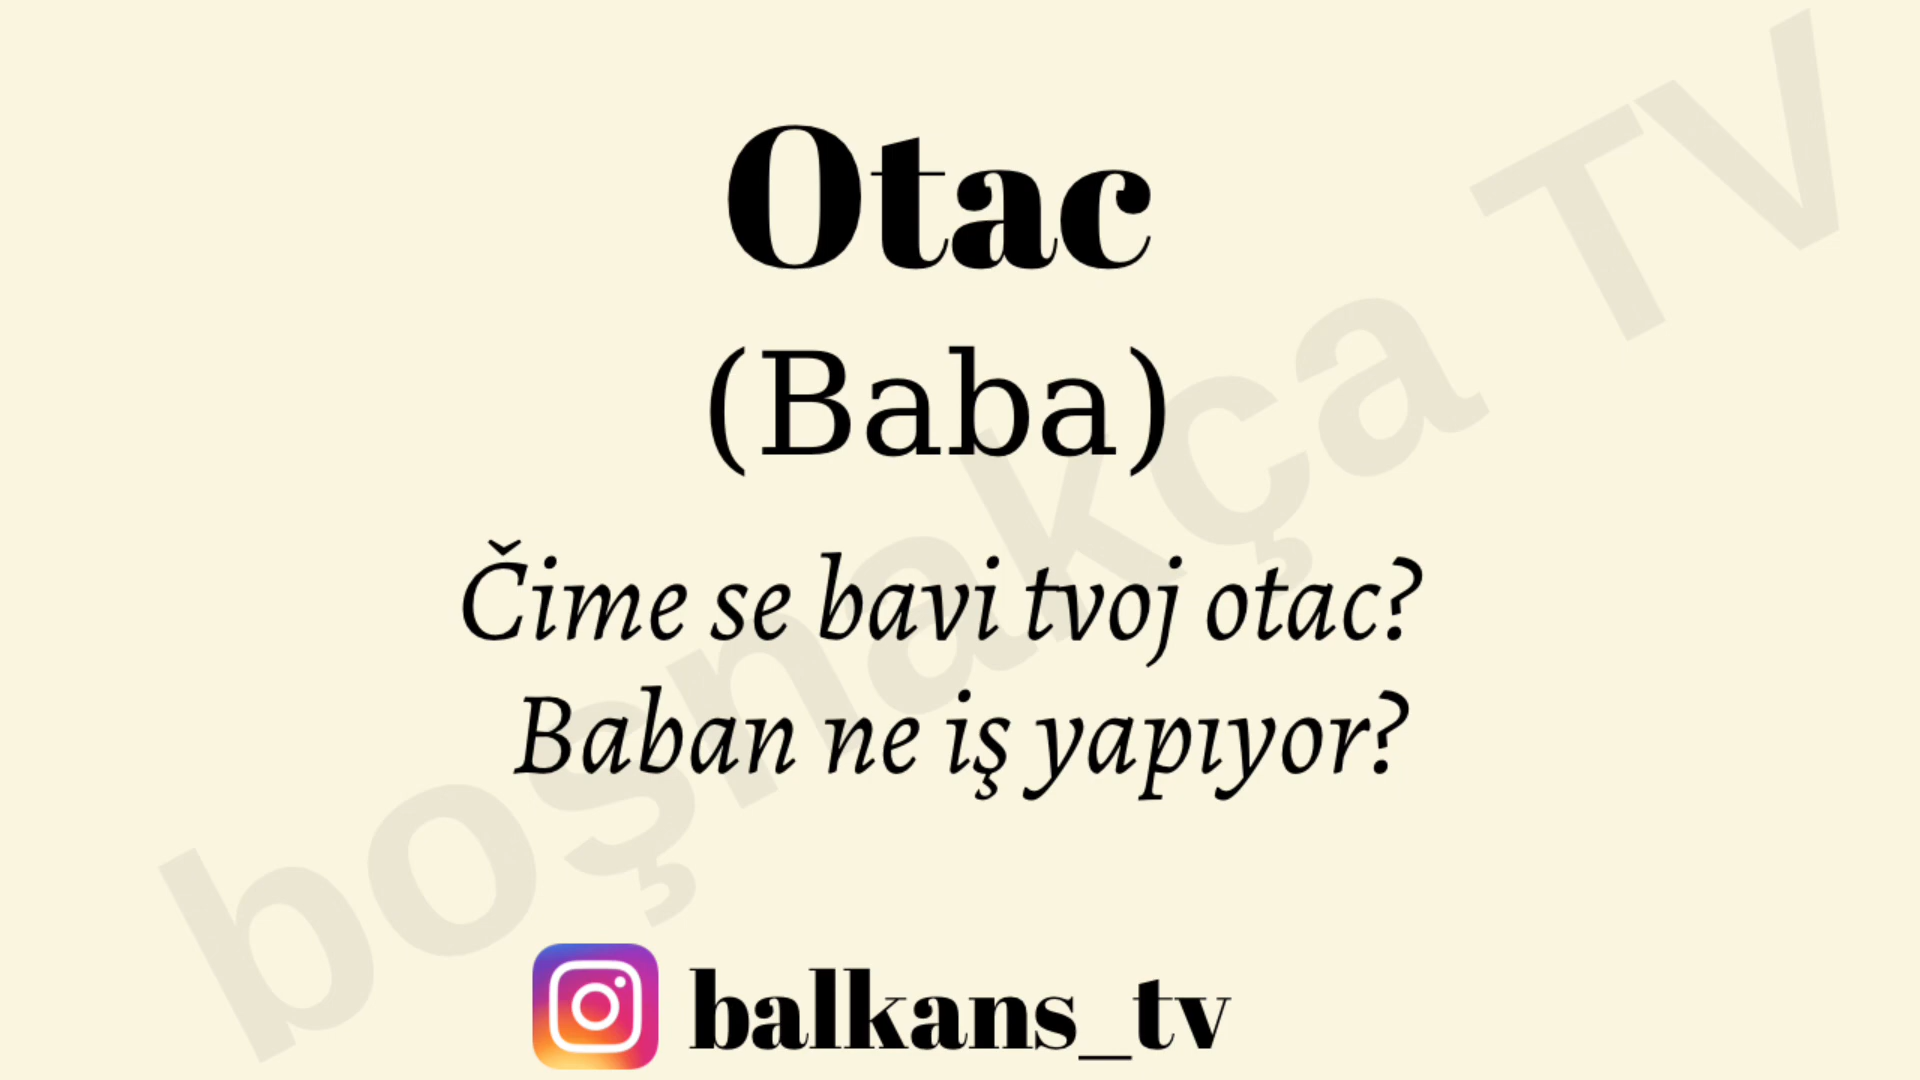 Otac
(Baba)
Čime se bavi tvoj otac?
Baban ne iş yapıyor?
balkans_tv
boşnakça TV